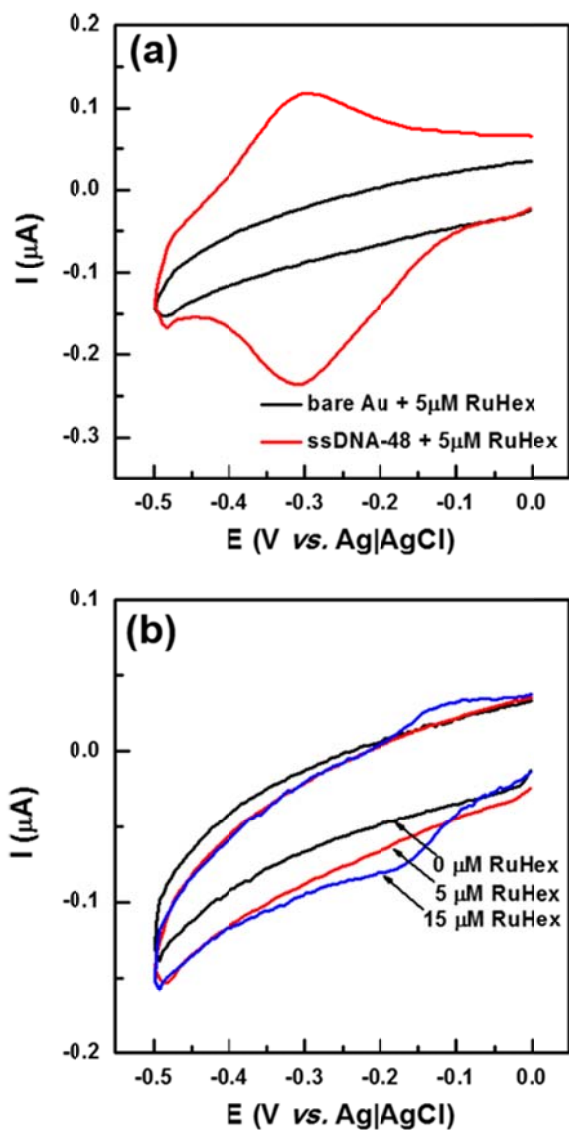 (a)
0.2
0.1
0.0
-0.1
-0.2
-0.3
I (μA)
bare Au + 5μM RuHex
ssDNA-48 + 5μM RuHex
-0.5 -0.4 -0.3 -0.2 -0.1 0.0
E (V vs. Ag|AgCl)
(b)
0.1
0.0
-0.1
-0.2
I (μA)
0 μM RuHex
5 μM RuHex
15 μM RuHex
-0.5 -0.4 -0.3 -0.2 -0.1 0.0
E (V vs. Ag|AgCl)